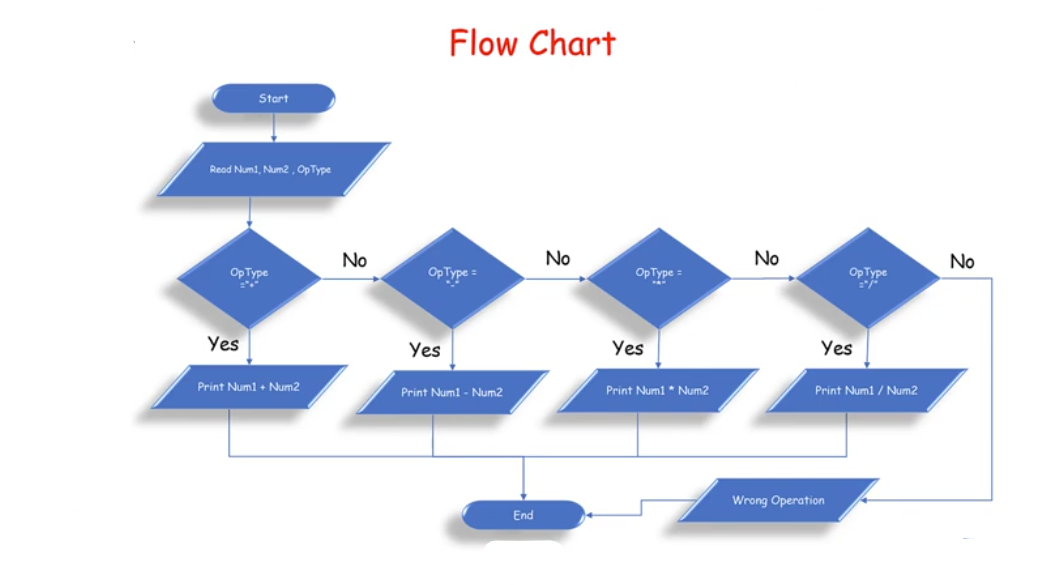 Flow Chart
Start
Read Num1, Num2 , OpType
OpType
="+"
No
OpType =
"-"
No
OpType =
"*"
No
OpType
="/"
No
Yes
Yes
Yes
Yes
Print Num1 + Num2
Print Num1 - Num2
Print Num1 * Num2
Print Num1 / Num2
Wrong Operation
End